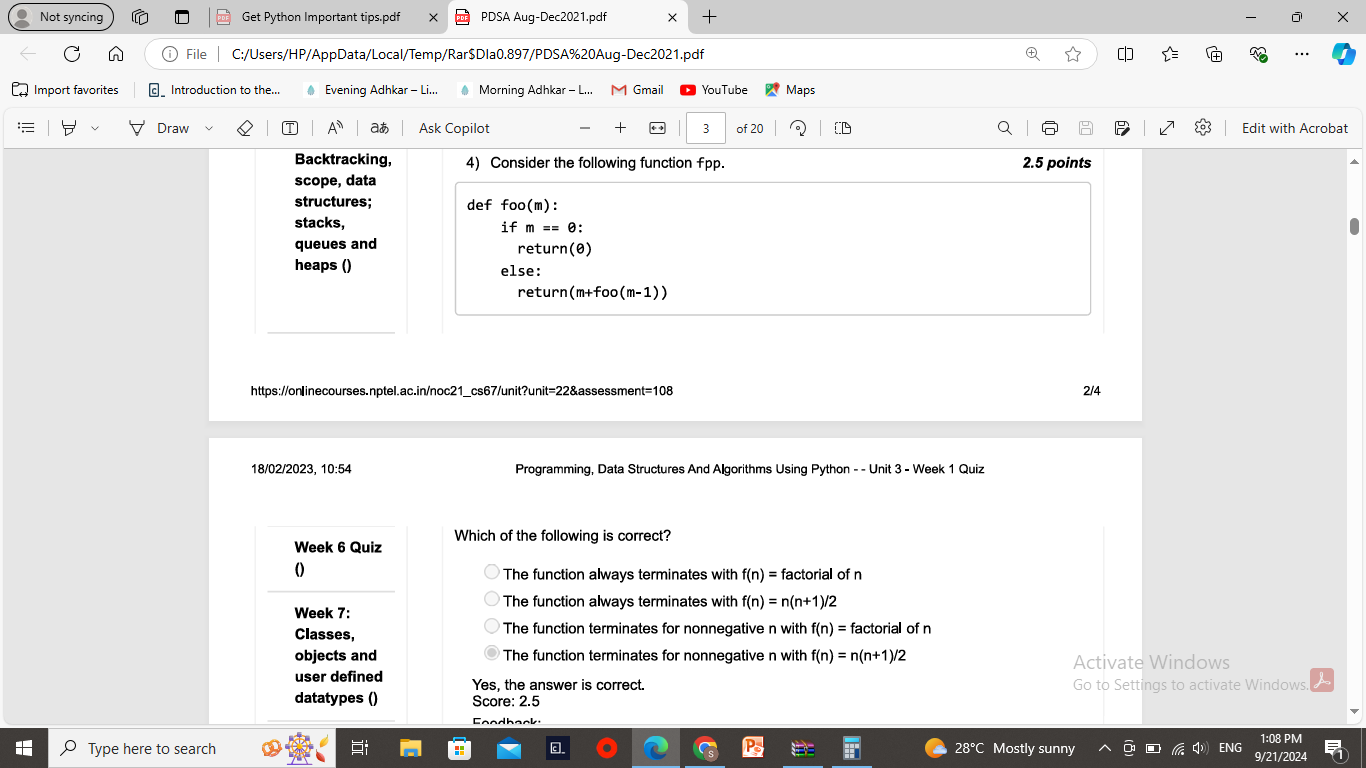 Not syncing
Get Python Important tips.pdf
PDSA Aug-Dec2021.pdf
File
C:/Users/HP/AppData/Local/Temp/Rar$DIa0.897/PDSA%20Aug-Dec2021.pdf
Import favorites
Introduction to the...
Evening Adhkar – Li...
Morning Adhkar – L...
Gmail
YouTube
Maps
Draw
Ask Copilot
3
of 20
Edit with Acrobat
Backtracking,
scope, data
structures;
stacks,
queues and
heaps ()
4) Consider the following function fpp.
2.5 points
def foo(m):
if m == 0:
return(0)
else:
return(m+foo(m-1))
https://onlinecourses.nptel.ac.in/noc21_cs67/unit?unit=22&assessment=108
2/4
18/02/2023, 10:54
Programming, Data Structures And Algorithms Using Python - - Unit 3 - Week 1 Quiz
Week 6 Quiz
()
Week 7:
Classes,
objects and
user defined
datatypes ()
Which of the following is correct?
The function always terminates with f(n) = factorial of n
The function always terminates with f(n) = n(n+1)/2
The function terminates for nonnegative n with f(n) = factorial of n
The function terminates for nonnegative n with f(n) = n(n+1)/2
Yes, the answer is correct.
Score: 2.5
Feedback:
Activate Windows
Go to Settings to activate Windows.
Type here to search
28°C Mostly sunny
ENG
1:08 PM
9/21/2024
1